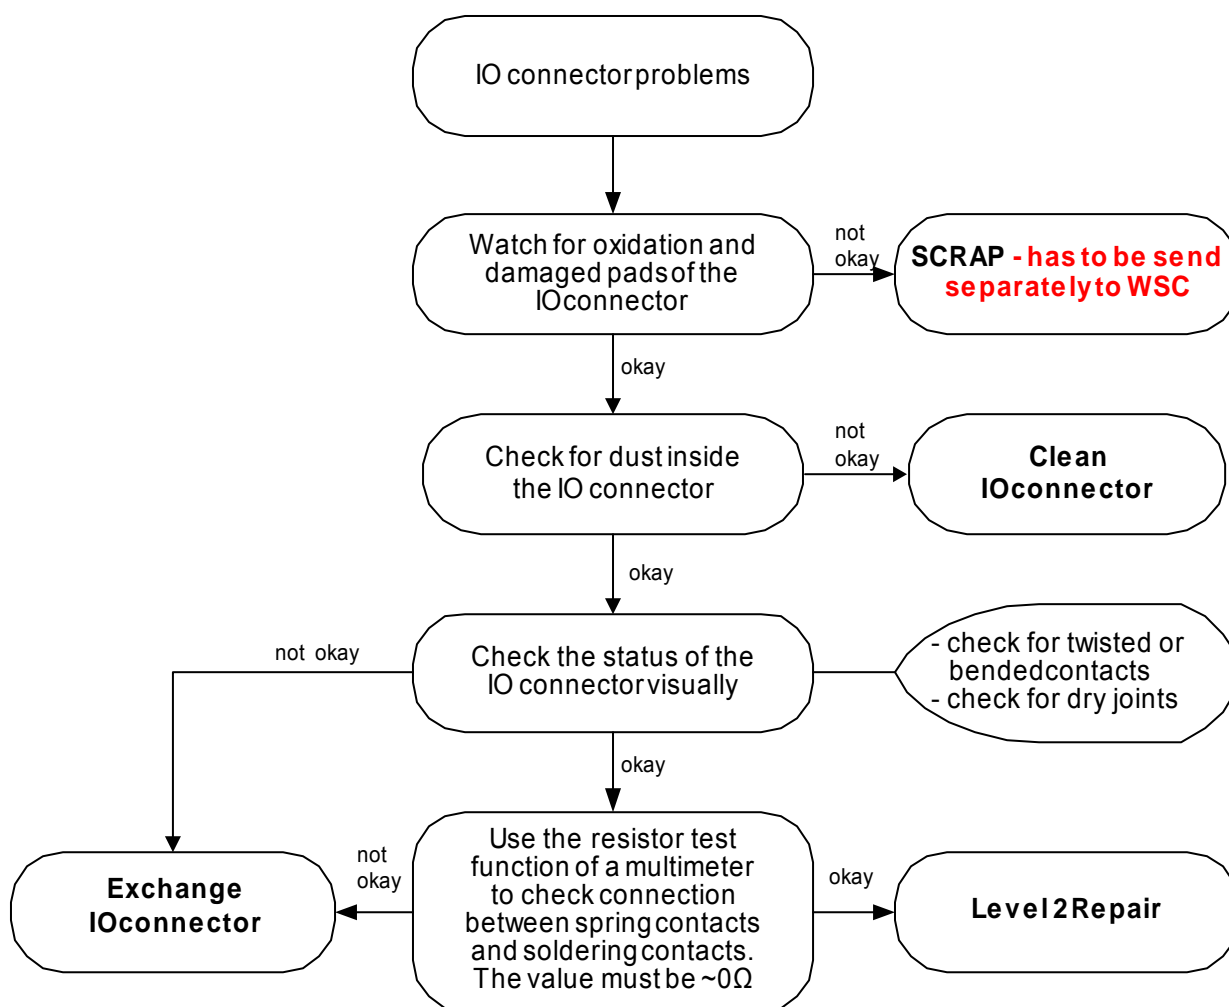 IO connector problems
Watch for oxidation and
damaged pads of the
IO connector
not
okay
SCRAP - has to be send
separately to WSC
okay
Check for dust inside
the IO connector
not
okay
Clean
IO connector
okay
not okay
Check the status of the
IO connector visually
- check for twisted or
bended contacts
- check for dry joints
okay
Exchange
IO connector
not
okay
Use the resistor test
function of a multimeter
to check connection
between spring contacts
and soldering contacts.
The value must be ~0Ω
okay
Level 2 Repair